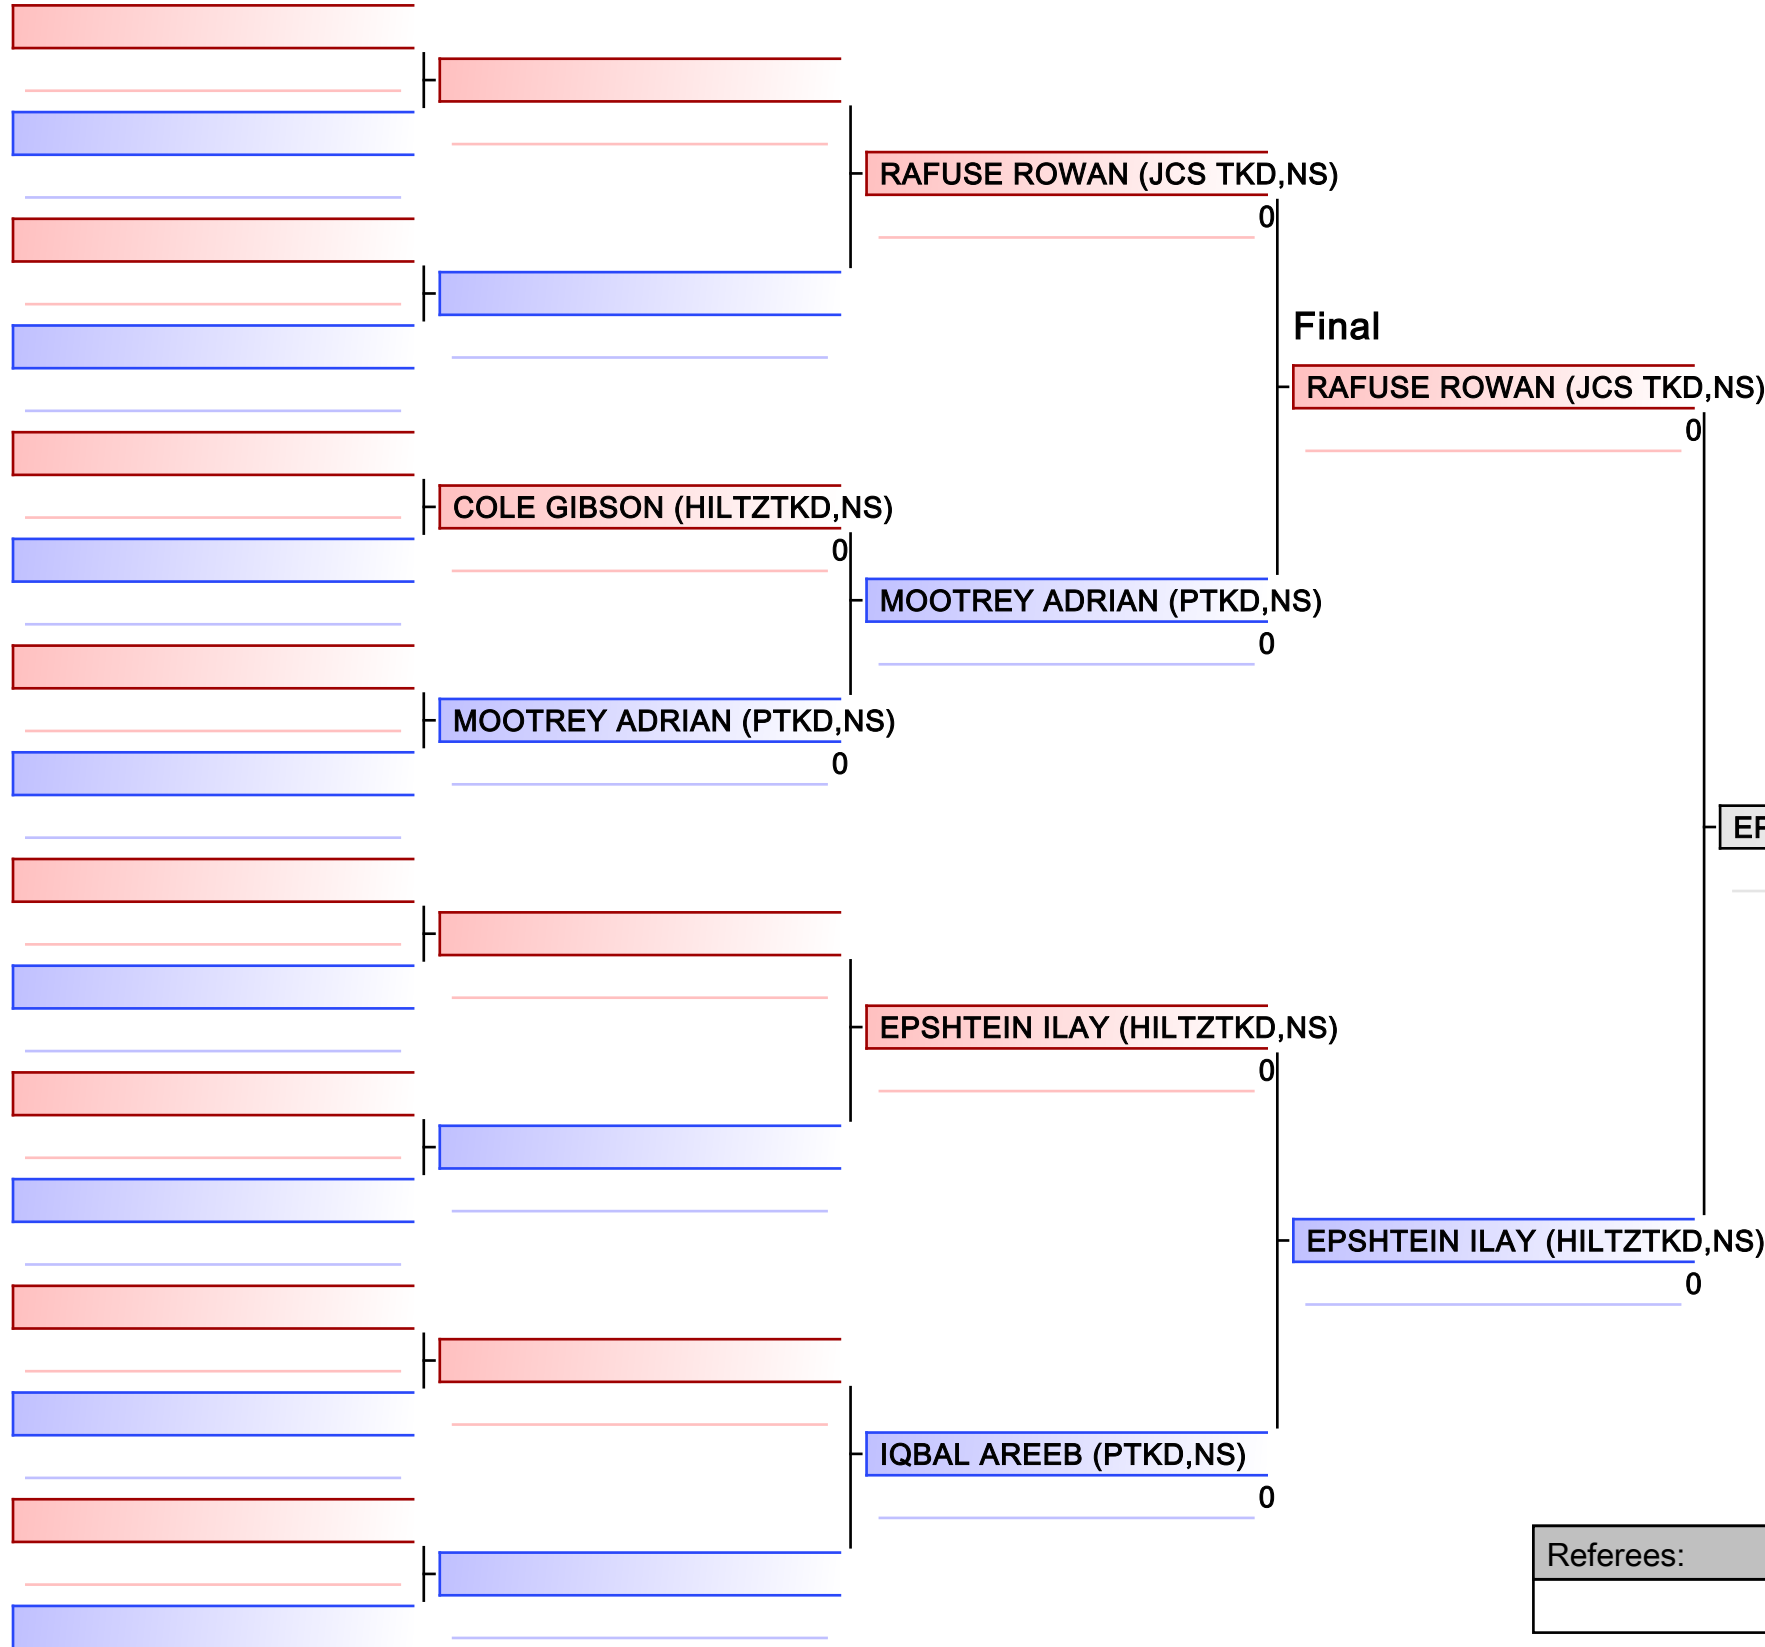 RAFUSE ROWAN (JCS TKD,NS)
0
Final
RAFUSE ROWAN (JCS TKD,NS)
0
COLE GIBSON (HILTZTKD,NS)
0
MOOTREY ADRIAN (PTKD,NS)
0
MOOTREY ADRIAN (PTKD,NS)
0
EPSHTEIN ILAY (HILTZTKD,NS)
0
EPSHTEIN ILAY (HILTZTKD,NS)
0
IQBAL AREEB (PTKD,NS)
0
Referees: